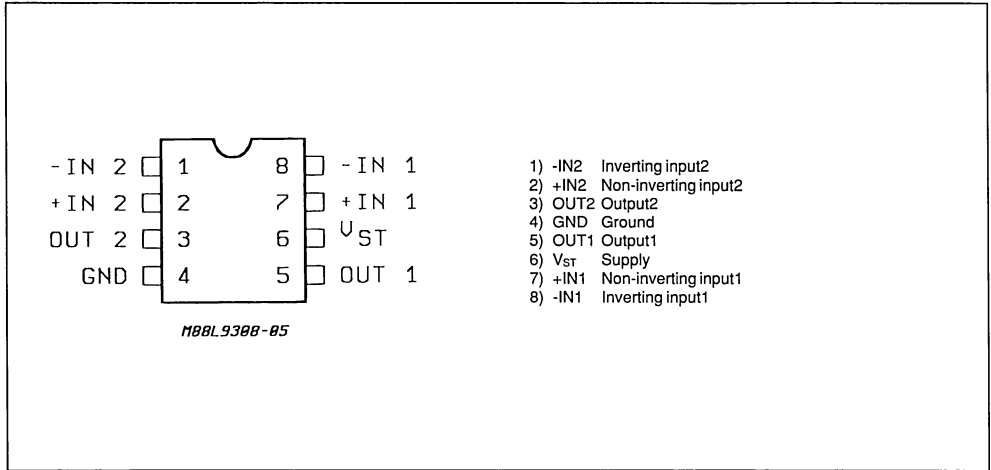 -IN 2 1 8 -IN 1
+IN 2 2 7 +IN 1
OUT 2 3 6 VST
GND 4 5 OUT 1
M88L9308-05
1) -IN2 Inverting input2
2) +IN2 Non-inverting input2
3) OUT2 Output2
4) GND Ground
5) OUT1 Output1
6) VST Supply
7) +IN1 Non-inverting input1
8) -IN1 Inverting input1